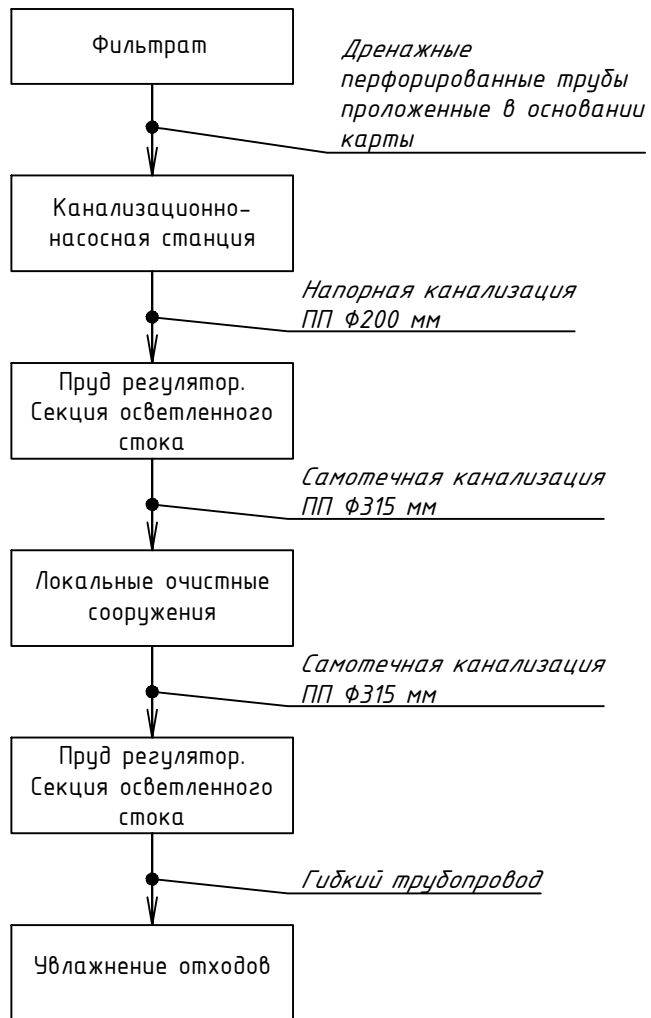 Фильтрат
Дренажные
перфорированные трубы
проложенные в основании
карты
Канализационно-
насосная станция
Напорная канализация
ПП Ф200 мм
Пруд регулятор.
Секция осветленного
стока
Самотечная канализация
ПП Ф315 мм
Локальные очистные
сооружения
Самотечная канализация
ПП Ф315 мм
Пруд регулятор.
Секция осветленного
стока
Гибкий трубопровод
Увлажнение отходов